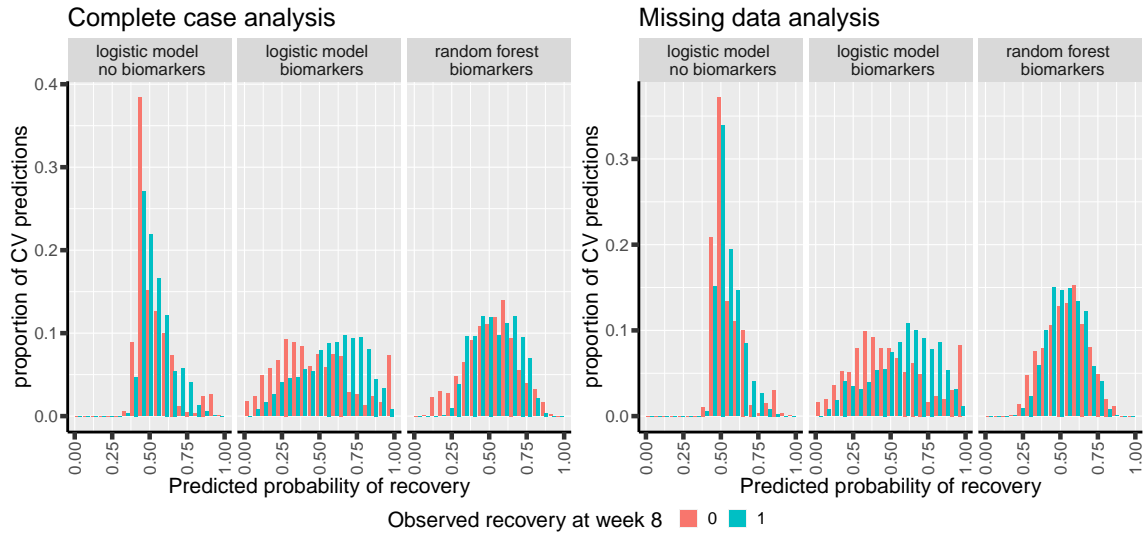 Complete case analysis
logistic model
no biomarkers
logistic model
biomarkers
random forest
biomarkers
0.4
0.3
0.2
0.1
0.0
proportion of CV predictions
0.00
0.25
0.50
0.75
1.00
0.00
0.25
0.50
0.75
1.00
0.00
0.25
0.50
0.75
1.00
Predicted probability of recovery
Missing data analysis
logistic model
no biomarkers
logistic model
biomarkers
random forest
biomarkers
0.3
0.2
0.1
0.0
proportion of CV predictions
0.00
0.25
0.50
0.75
1.00
0.00
0.25
0.50
0.75
1.00
0.00
0.25
0.50
0.75
1.00
Predicted probability of recovery
Observed recovery at week 8 0 1